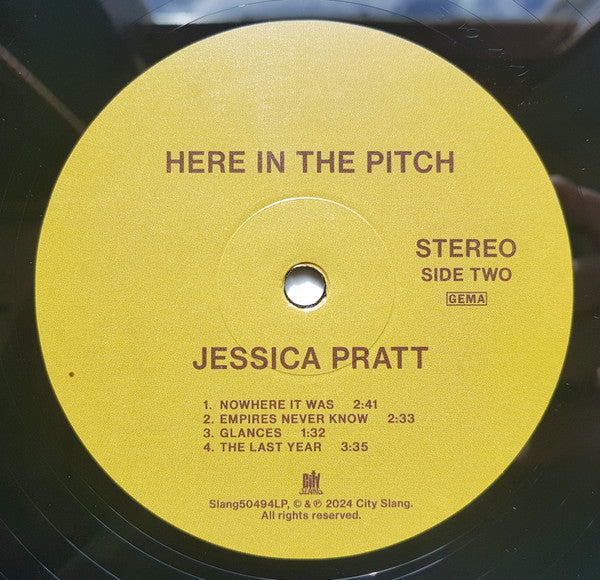 HERE IN THE PITCH
STEREO
SIDE TWO
GEMA
JESSICA PRATT
1. NOWHERE IT WAS 2:41
2. EMPIRES NEVER KNOW 2:33
3. GLANCES 1:32
4. THE LAST YEAR 3:35
City
SLANG
Slang50494LP, © & ℗ 2024 City Slang.
All rights reserved.